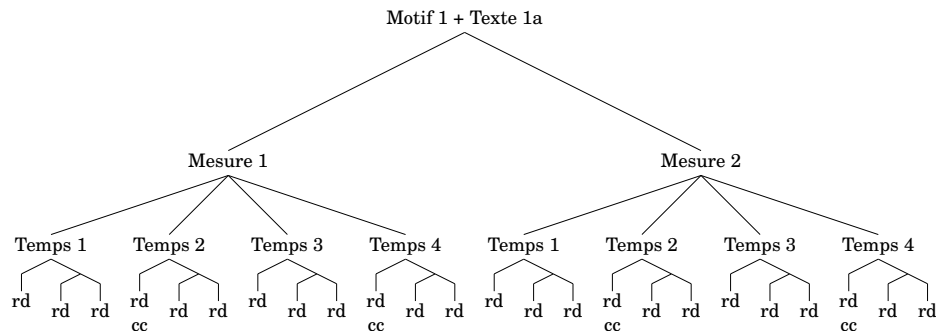 Motif 1 + Texte 1a
Mesure 1 Mesure 2
Temps 1 Temps 2 Temps 3 Temps 4 Temps 1 Temps 2 Temps 3 Temps 4
rd rd rd rd rd rd rd rd rd rd rd rd rd rd rd rd rd rd rd rd rd rd rd rd
cc cc cc cc